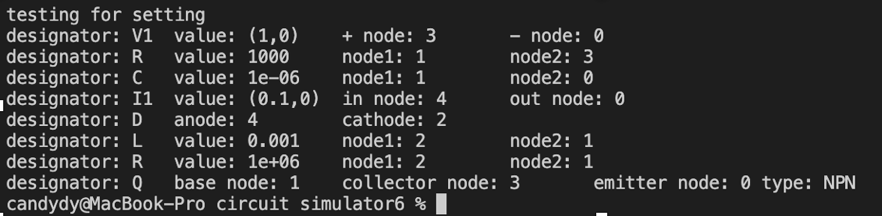 testing for setting
designator: V1 value: (1,0) + node: 3 - node: 0
designator: R value: 1000 node1: 1 node2: 3
designator: C value: 1e-06 node1: 1 node2: 0
designator: I1 value: (0.1,0) in node: 4 out node: 0
designator: D anode: 4 cathode: 2
designator: L value: 0.001 node1: 2 node2: 1
designator: R value: 1e+06 node1: 2 node2: 1
designator: Q base node: 1 collector node: 3 emitter node: 0 type: NPN
candydy@MacBook-Pro circuit simulator6 %